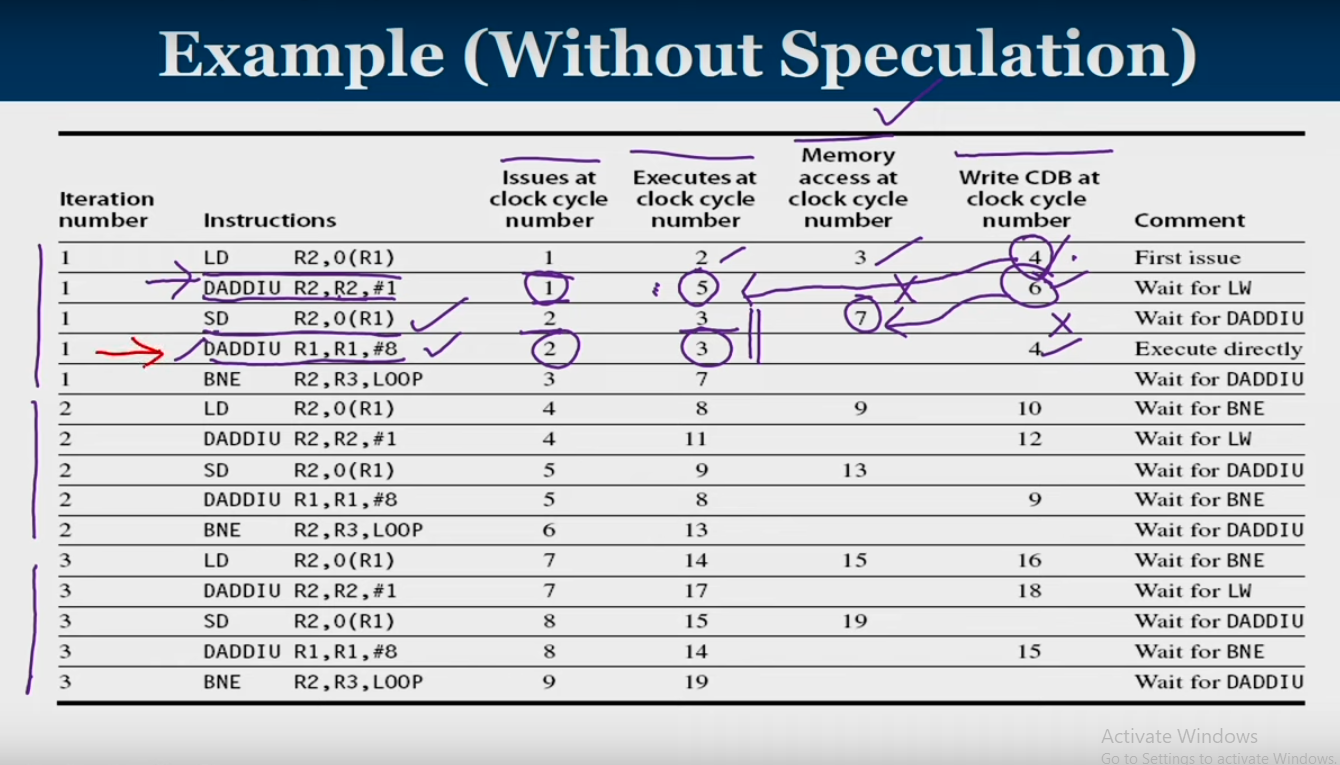 Example (Without Speculation)
Iteration number Instructions Issues at clock cycle number Executes at clock cycle number Memory access at clock cycle number Write CDB at clock cycle number Comment
1 LD R2,0(R1) 1 2 3 4 First issue
1 DADDIU R2,R2,#1 1 5 6 Wait for LW
1 SD R2,0(R1) 2 3 7 Wait for DADDIU
1 DADDIU R1,R1,#8 2 3 4 Execute directly
1 BNE R2,R3,LOOP 3 7 Wait for DADDIU
2 LD R2,0(R1) 4 8 9 10 Wait for BNE
2 DADDIU R2,R2,#1 4 11 12 Wait for LW
2 SD R2,0(R1) 5 9 13 Wait for DADDIU
2 DADDIU R1,R1,#8 5 8 9 Wait for BNE
2 BNE R2,R3,LOOP 6 13 Wait for DADDIU
3 LD R2,0(R1) 7 14 15 16 Wait for BNE
3 DADDIU R2,R2,#1 7 17 18 Wait for LW
3 SD R2,0(R1) 8 15 19 Wait for DADDIU
3 DADDIU R1,R1,#8 8 14 15 Wait for BNE
3 BNE R2,R3,LOOP 9 19 Wait for DADDIU
Activate Windows
Go to Settings to activate Windows.